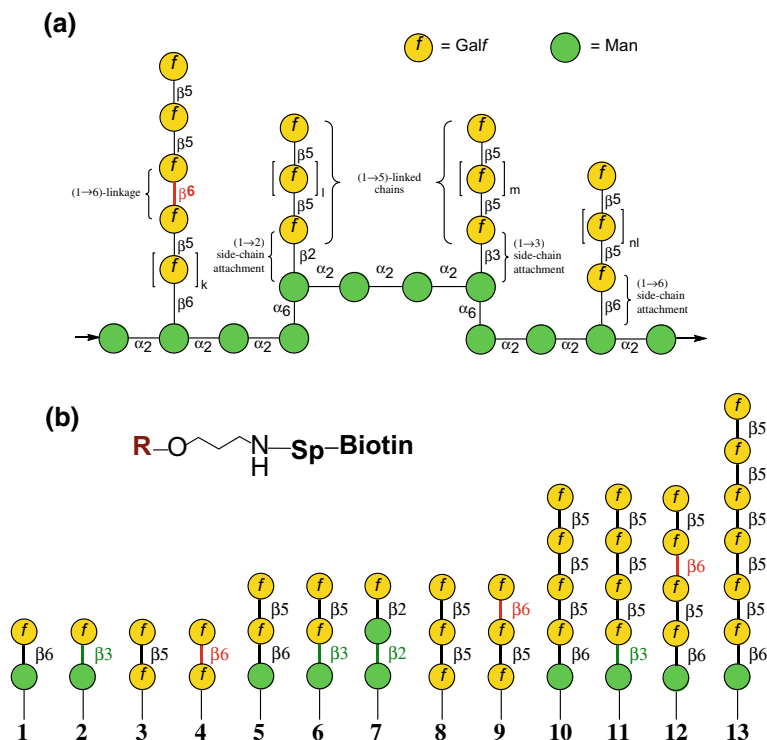 (a)
f = Galf
= Man
f
β5
f
β5
f
(1→6)-linkage
β6
f
β5
f
k
β6
f
β5
f
l
β5
f
(1→2)
side-chain
attachment
β2
(1→5)-linked
chains
f
β5
f
m
β5
f
β3
(1→3)
side-chain
attachment
f
β5
f
nl
β5
f
β6
(1→6)
side-chain
attachment
α2 α2 α2
α6 α6
α2 α2 α2 α2 α2 α2
(b)
R–O N–Sp–Biotin
H
f
β6
1
f
β3
2
f
β5
f
3
f
β6
f
4
f
β5
f
β6
5
f
β5
f
β3
6
f
β2
β2
7
f
β5
f
β5
f
8
f
β6
f
β5
f
9
f
β5
f
β5
f
β5
f
β6
10
f
β5
f
β5
f
β5
f
β3
11
f
β5
f
β6
f
β5
f
β6
12
f
β5
f
β5
f
β5
f
β5
f
β5
f
β6
13